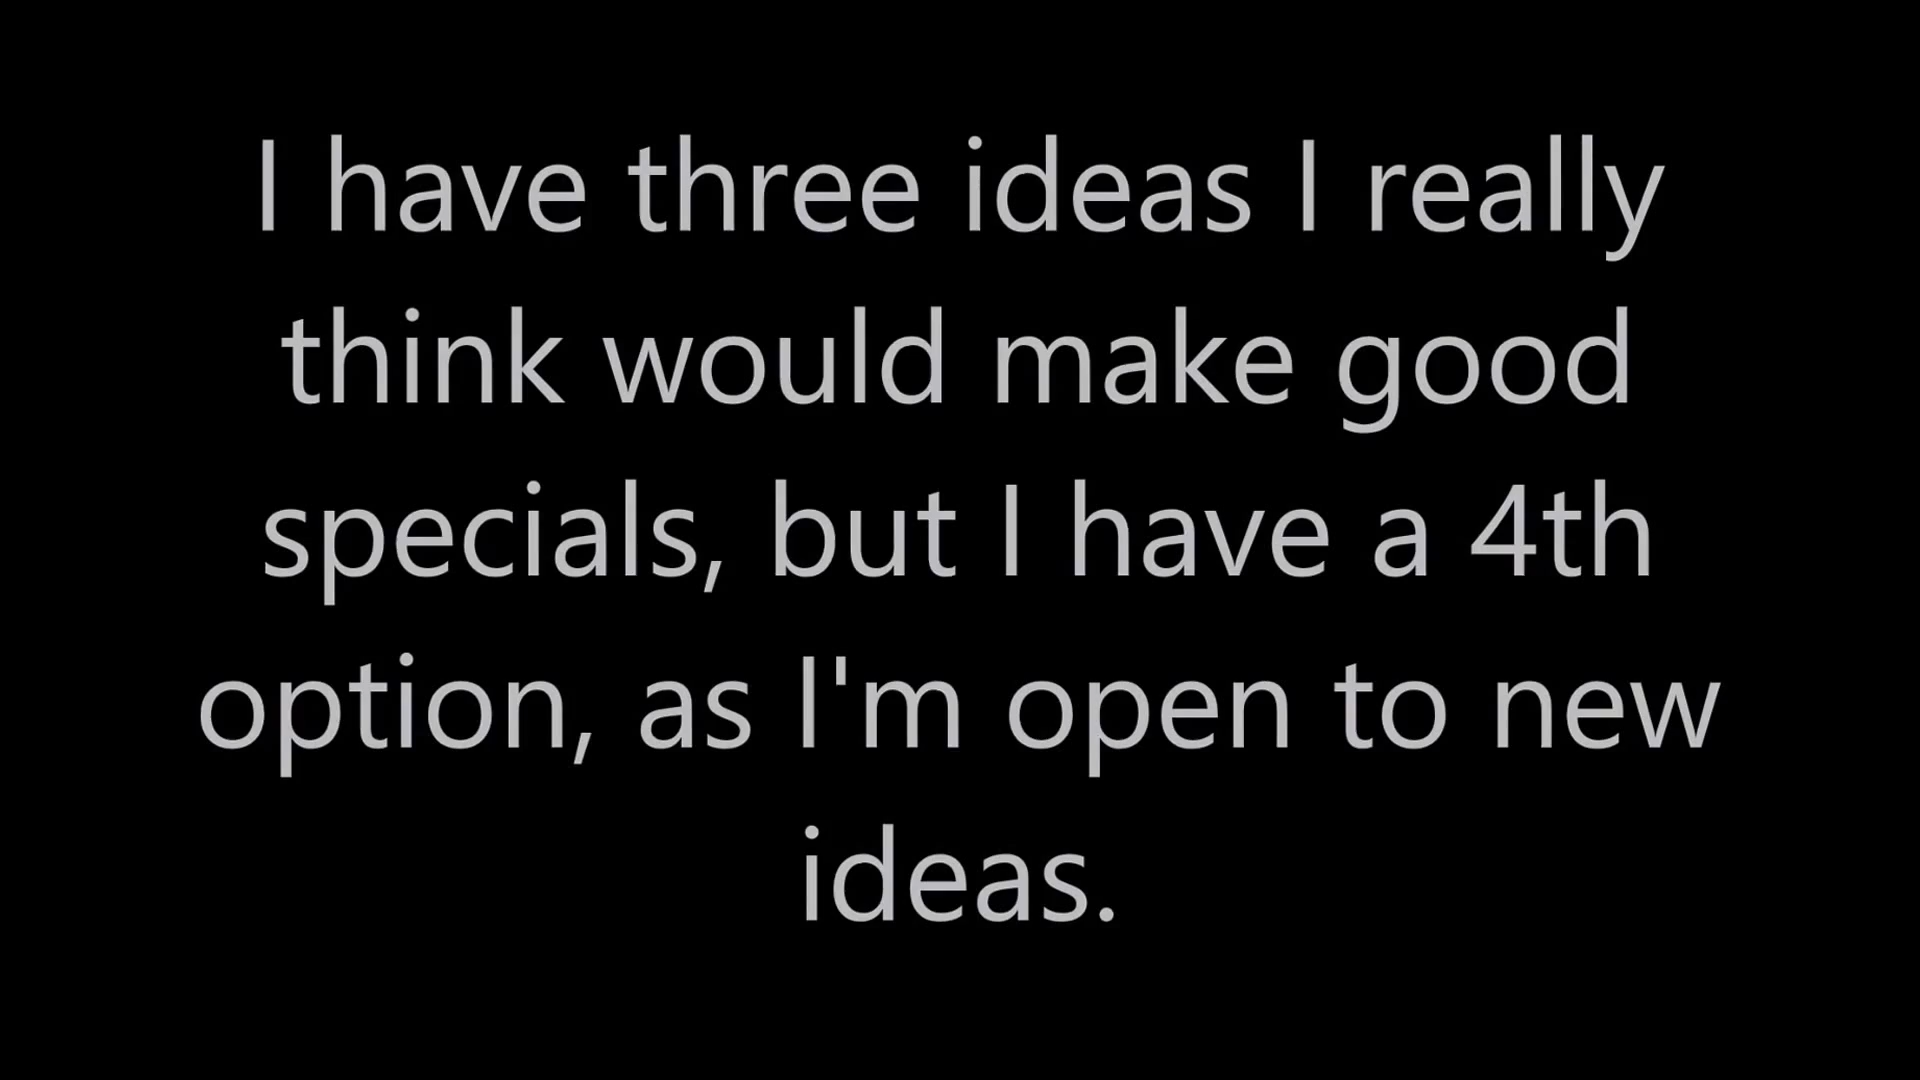 I have three ideas I really
think would make good
specials, but I have a 4th
option, as I'm open to new
ideas.